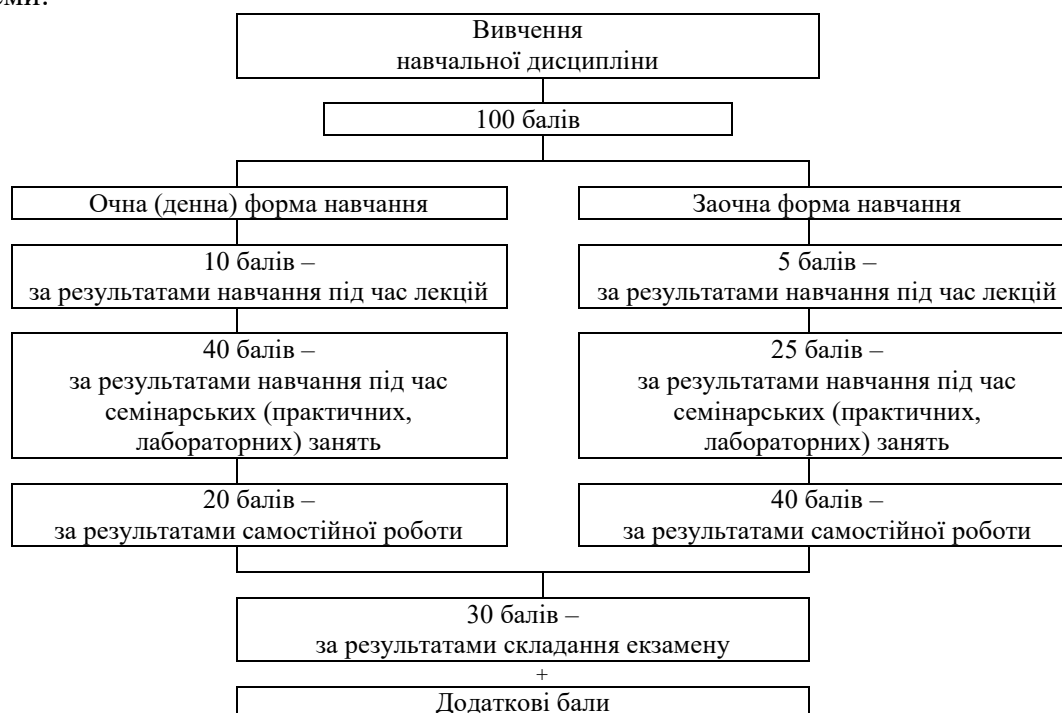 Вивчення
навчальної дисципліни
100 балів
Очна (денна) форма навчання
10 балів –
за результатами навчання під час лекцій
40 балів –
за результатами навчання під час
семінарських (практичних,
лабораторних) занять
20 балів –
за результатами самостійної роботи
Заочна форма навчання
5 балів –
за результатами навчання під час лекцій
25 балів –
за результатами навчання під час
семінарських (практичних,
лабораторних) занять
40 балів –
за результатами самостійної роботи
30 балів –
за результатами складання екзамену
+
Додаткові бали